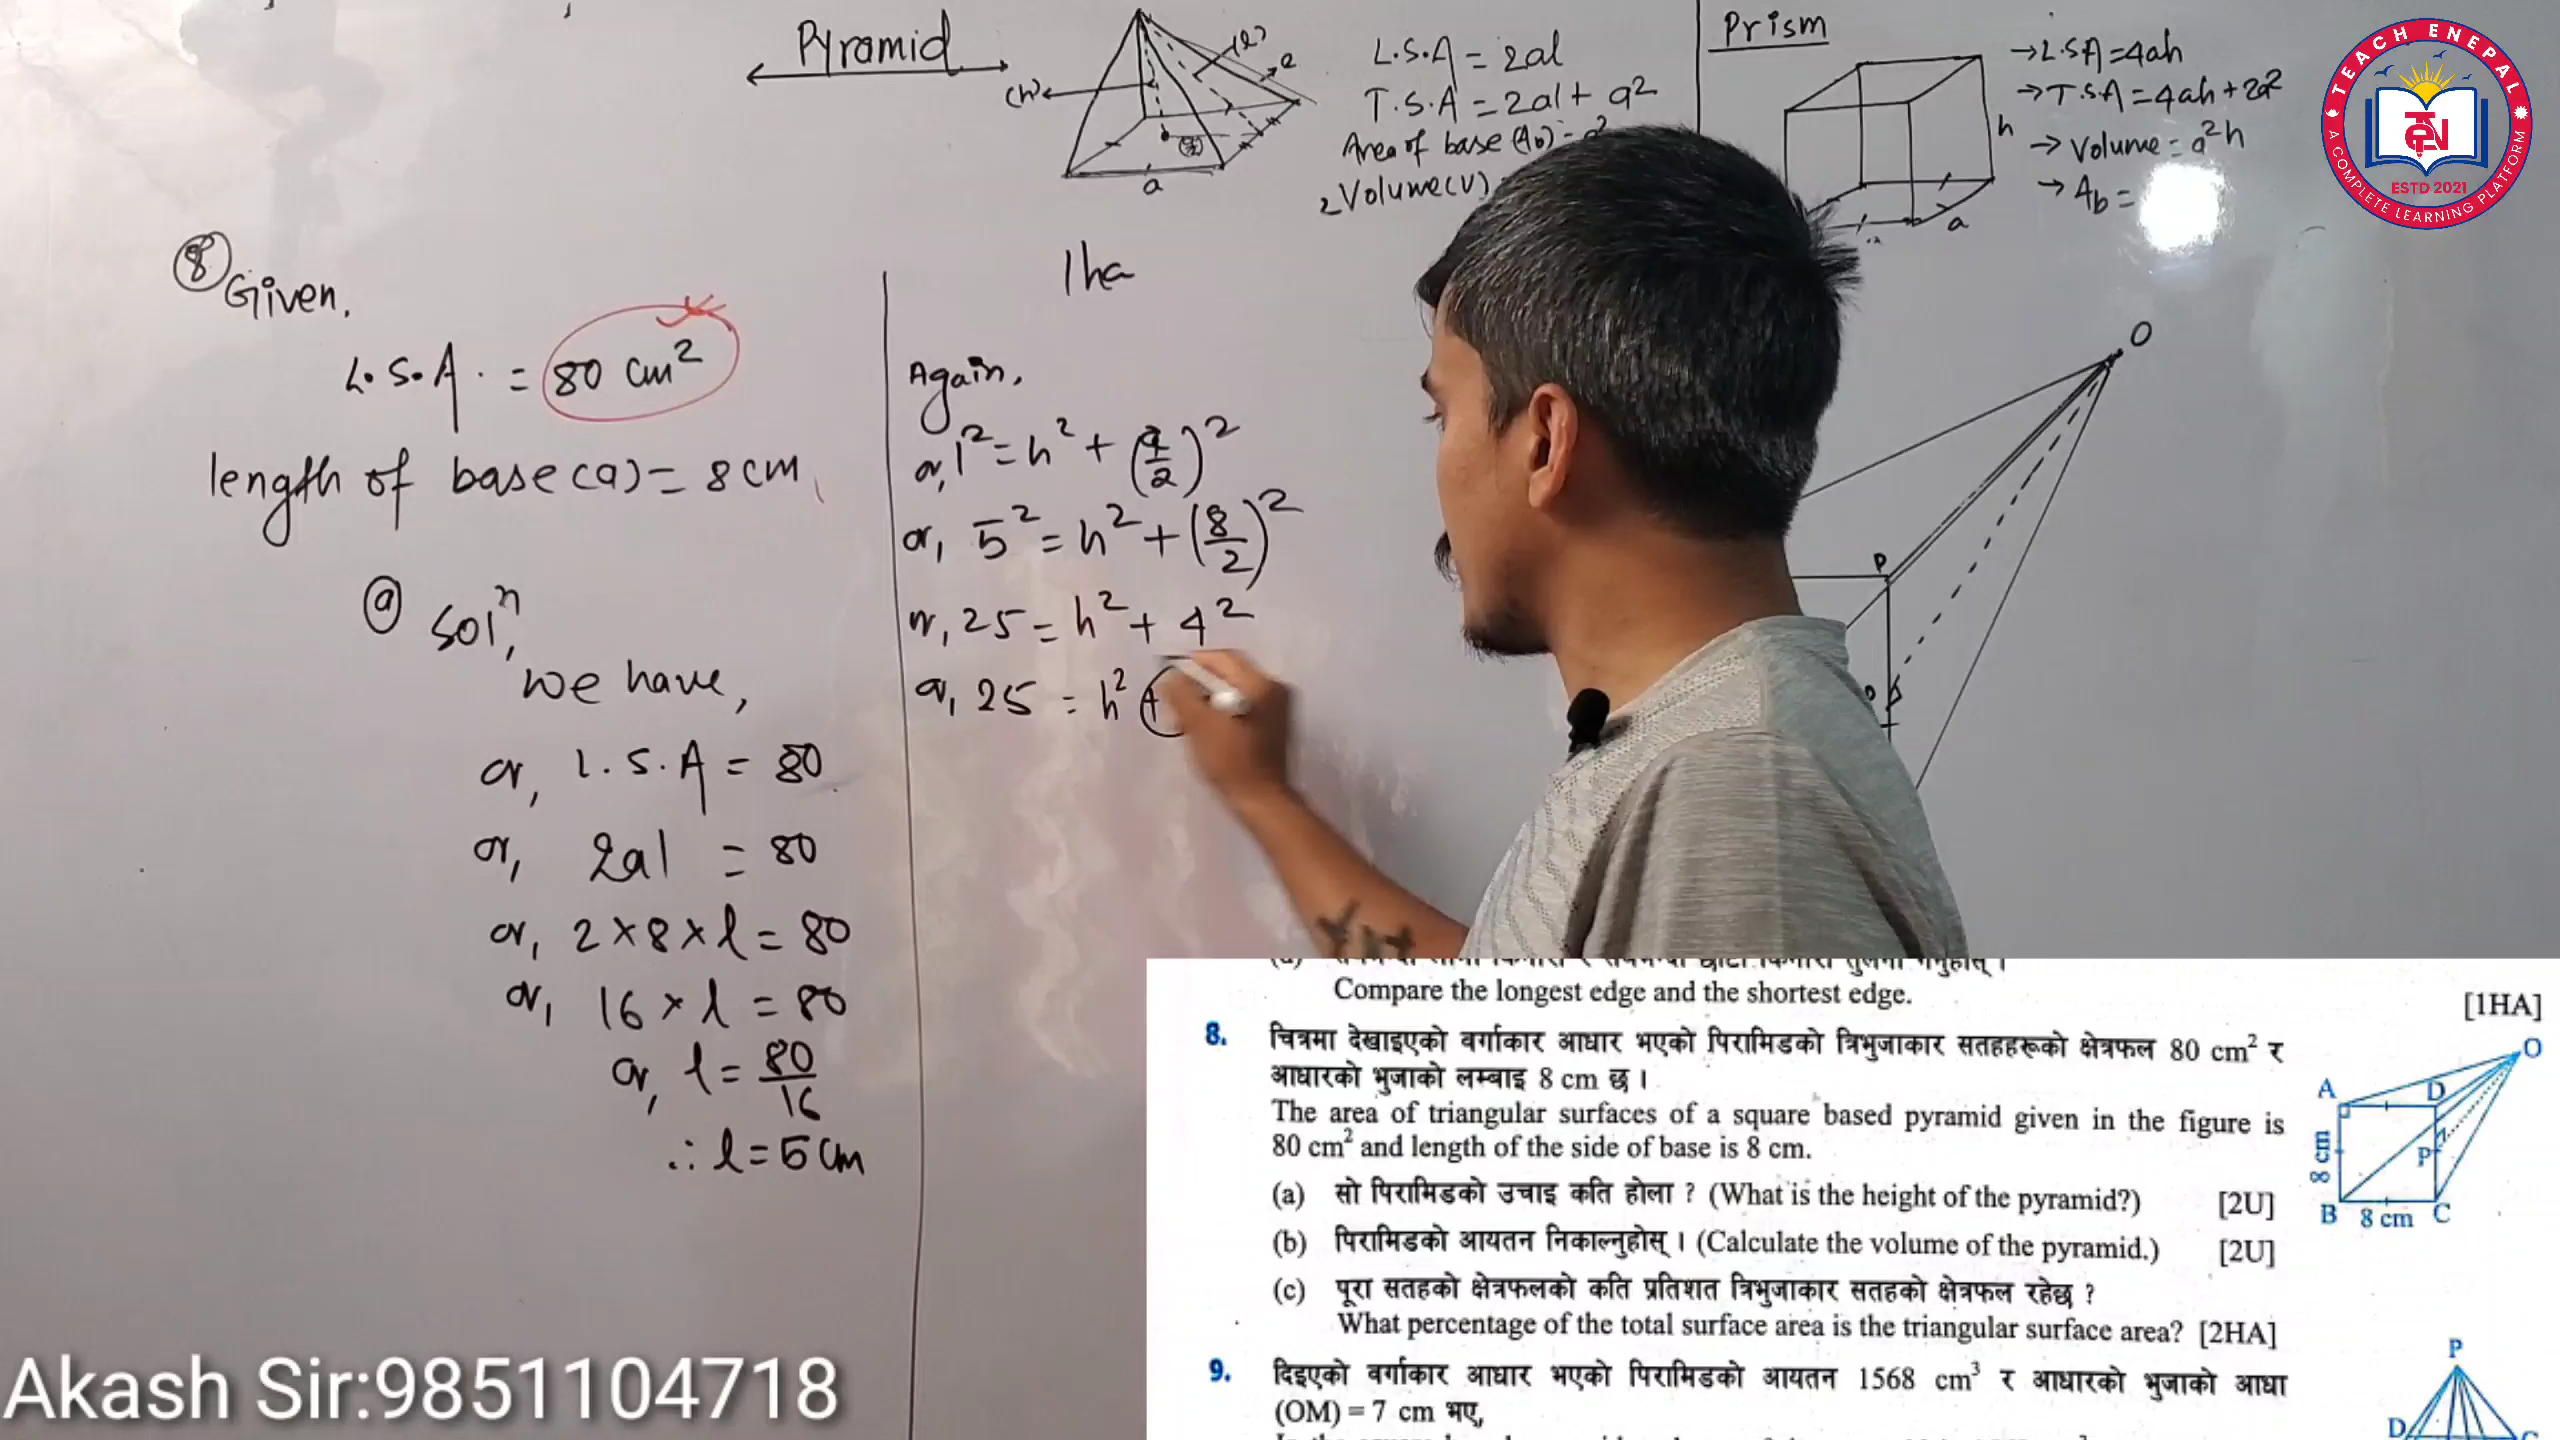 Pyramid
(h)
(l)
e
a
L.S.A = 2al
T.S.A = 2al + a²
Area of base (Ab) =
Volume (V)
Prism
→ L.S.A = 4ah
→ T.S.A = 4ah + 2a²
→ Volume = a²h
→ Ab =
h
a
TEACH ENEPAL
TEN
ESTD 2021
A COMPLETE LEARNING PLATFORM
8 Given,
L.S.A. = 80 cm²
length of base (a) = 8 cm
a Solⁿ,
We have,
or, L.S.A = 80
or, 2al = 80
or, 2 × 8 × l = 80
or, 16 × l = 80
or, l = 80/16
∴ l = 5 cm
1 ha
Again,
or, l² = h² + (a/2)²
or, 5² = h² + (8/2)²
or, 25 = h² + 4²
or, 25 = h² +
O
P
Compare the longest edge and the shortest edge. [1HA]
8. चित्रमा देखाइएको वर्गाकार आधार भएको पिरामिडको त्रिभुजाकार सतहहरूको क्षेत्रफल 80 cm² र
आधारको भुजाको लम्बाइ 8 cm छ ।
The area of triangular surfaces of a square based pyramid given in the figure is
80 cm² and length of the side of base is 8 cm.
(a) सो पिरामिडको उचाइ कति होला ? (What is the height of the pyramid?) [2U]
(b) पिरामिडको आयतन निकाल्नुहोस् । (Calculate the volume of the pyramid.) [2U]
(c) पूरा सतहको क्षेत्रफलको कति प्रतिशत त्रिभुजाकार सतहको क्षेत्रफल रहेछ ?
What percentage of the total surface area is the triangular surface area? [2HA]
O
A
D
8 cm
P
B 8 cm C
9. दिइएको वर्गाकार आधार भएको पिरामिडको आयतन 1568 cm³ र आधारको भुजाको आधा
(OM) = 7 cm भए,
P
D
Akash Sir:9851104718